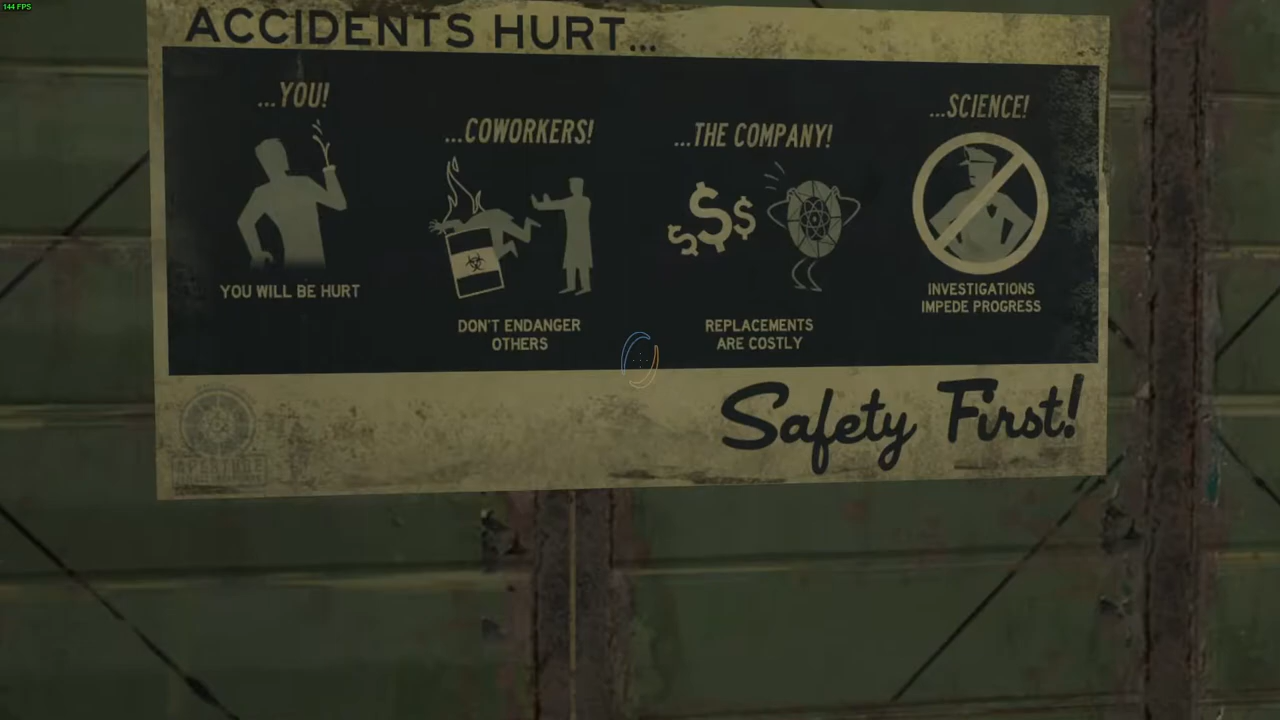 144 FPS
ACCIDENTS HURT...
...YOU!
YOU WILL BE HURT
...COWORKERS!
DON'T ENDANGER
OTHERS
...THE COMPANY!
$ $ $
REPLACEMENTS
ARE COSTLY
...SCIENCE!
INVESTIGATIONS
IMPEDE PROGRESS
Safety First!
APERTURE